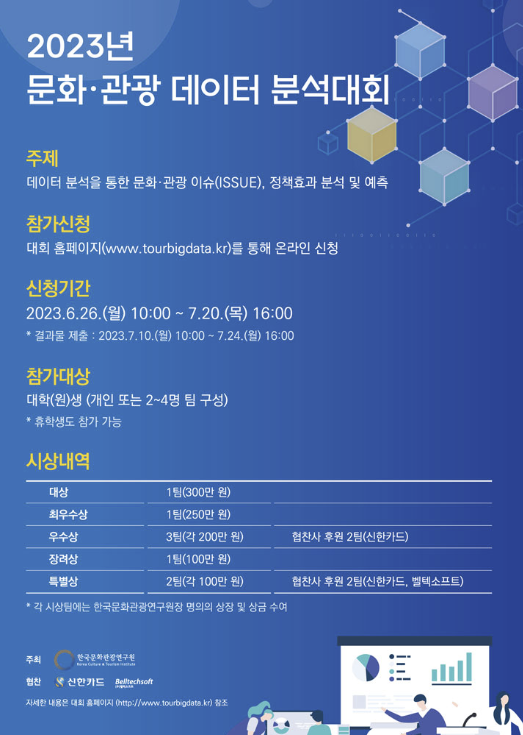 2023년
문화·관광 데이터 분석대회
주제
데이터 분석을 통한 문화·관광 이슈(ISSUE), 정책효과 분석 및 예측
참가신청
대회 홈페이지(www.tourbigdata.kr)를 통해 온라인 신청
신청기간
2023.6.26.(월) 10:00 ~ 7.20.(목) 16:00
* 결과물 제출 : 2023.7.10.(월) 10:00 ~ 7.24.(월) 16:00
참가대상
대학(원)생 (개인 또는 2~4명 팀 구성)
* 휴학생도 참가 가능
시상내역
대상 1팀(300만 원)
최우수상 1팀(250만 원)
우수상 3팀(각 200만 원) 협찬사 후원 2팀(신한카드)
장려상 1팀(100만 원)
특별상 2팀(각 100만 원) 협찬사 후원 2팀(신한카드, 벨텍소프트)
* 각 시상팀에는 한국문화관광연구원장 명의의 상장 및 상금 수여
주최 한국문화관광연구원
Korea Culture & Tourism Institute
협찬 신한카드 Belltechsoft
자세한 내용은 대회 홈페이지 (http://www.tourbigdata.kr) 참조